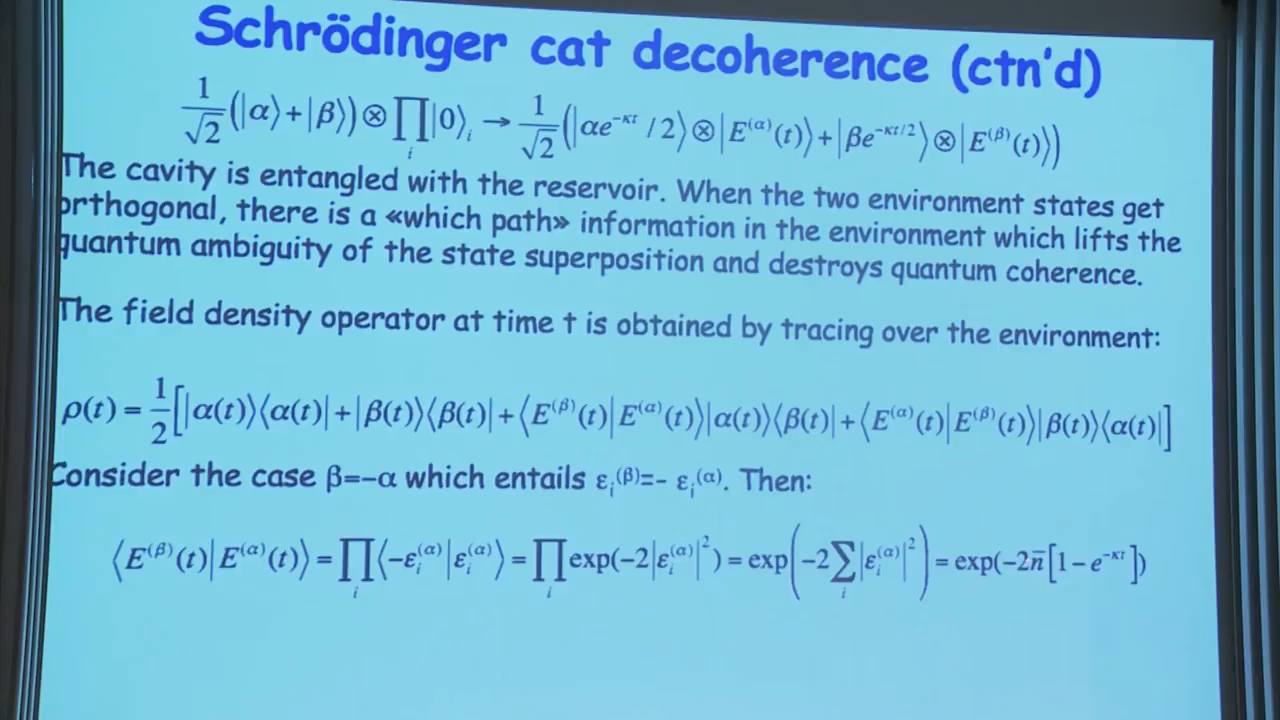 Schrödinger cat decoherence (ctn'd)
1/√2 (|α⟩+|β⟩)⊗∏_i|0⟩_i → 1/√2 (|αe^{-κt}/2⟩⊗|E^{(α)}(t)⟩+|βe^{-κt/2}⟩⊗|E^{(β)}(t)⟩)
The cavity is entangled with the reservoir. When the two environment states get
orthogonal, there is a «which path» information in the environment which lifts the
quantum ambiguity of the state superposition and destroys quantum coherence.
The field density operator at time t is obtained by tracing over the environment:
ρ(t) = 1/2 [|α(t)⟩⟨α(t)|+|β(t)⟩⟨β(t)|+⟨E^{(β)}(t)|E^{(α)}(t)⟩|α(t)⟩⟨β(t)|+⟨E^{(α)}(t)|E^{(β)}(t)⟩|β(t)⟩⟨α(t)|]
Consider the case β=-α which entails ε_i^{(β)}=- ε_i^{(α)}. Then:
⟨E^{(β)}(t)|E^{(α)}(t)⟩ = ∏_i⟨-ε_i^{(α)}|ε_i^{(α)}⟩ = ∏_i exp(-2|ε_i^{(α)}|^2) = exp(-2∑_i|ε_i^{(α)}|^2) = exp(-2n̄[1-e^{-κt}])